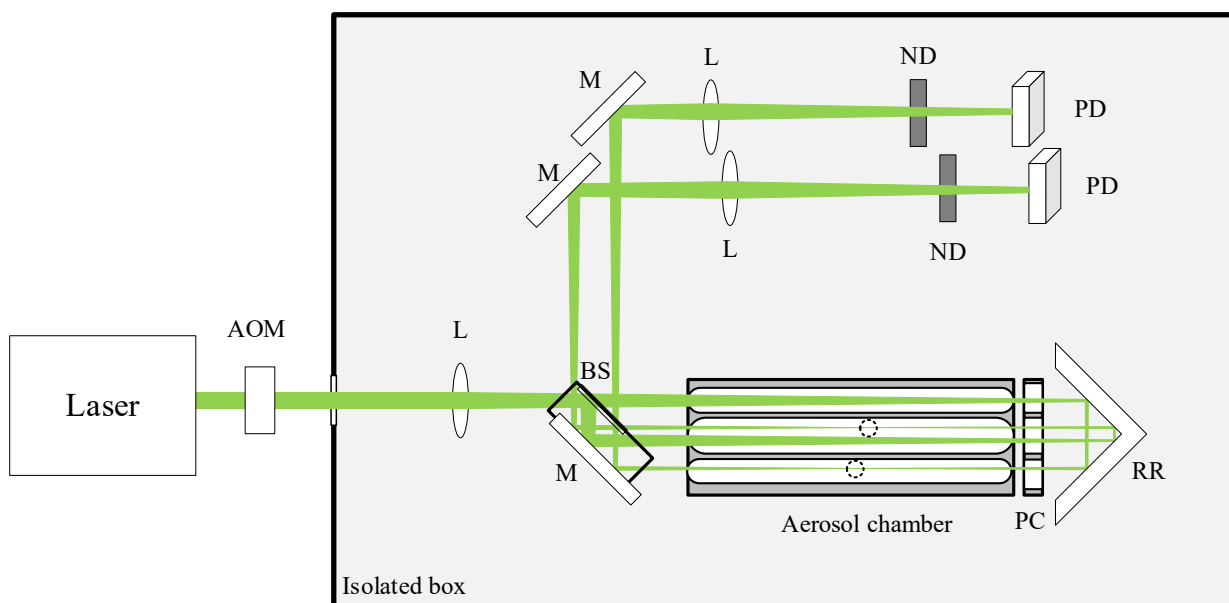 L
ND
M
PD
M
PD
L
ND
AOM
L
BS
Laser
M
RR
Aerosol chamber
PC
Isolated box